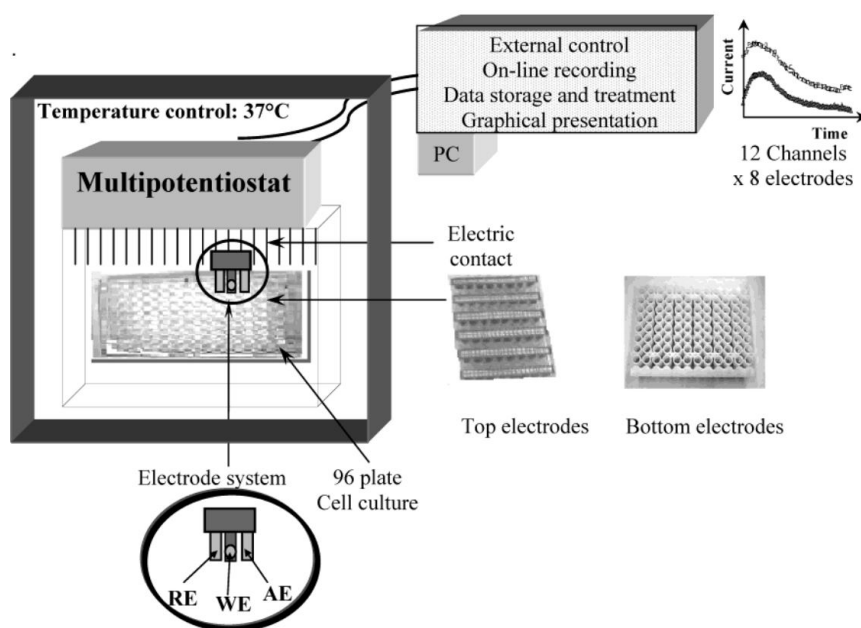 External control
On-line recording
Data storage and treatment
Graphical presentation
PC
Current
Time
12 Channels
x 8 electrodes
Temperature control: 37°C
Multipotentiostat
Electric
contact
Top electrodes
Bottom electrodes
Electrode system
96 plate
Cell culture
RE
WE
AE